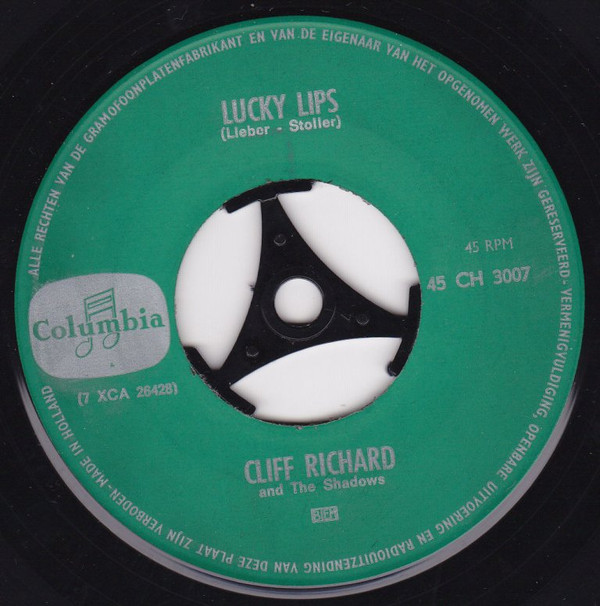 ALLE RECHTEN VAN DE GRAMOFOONPLATENFABRIKANT EN VAN DE EIGENAAR VAN HET OPGENOMEN WERK ZIJN GERESERVEERD - VERMENIGVULDIGING, OPENBARE UITVOERING EN RADIOUITZENDING VAN DEZE PLAAT ZIJN VERBODEN - MADE IN HOLLAND
LUCKY LIPS
(Lieber - Stoller)
45 RPM
45 CH 3007
Columbia
(7 XCA 26428)
CLIFF RICHARD
and The Shadows
BIEM